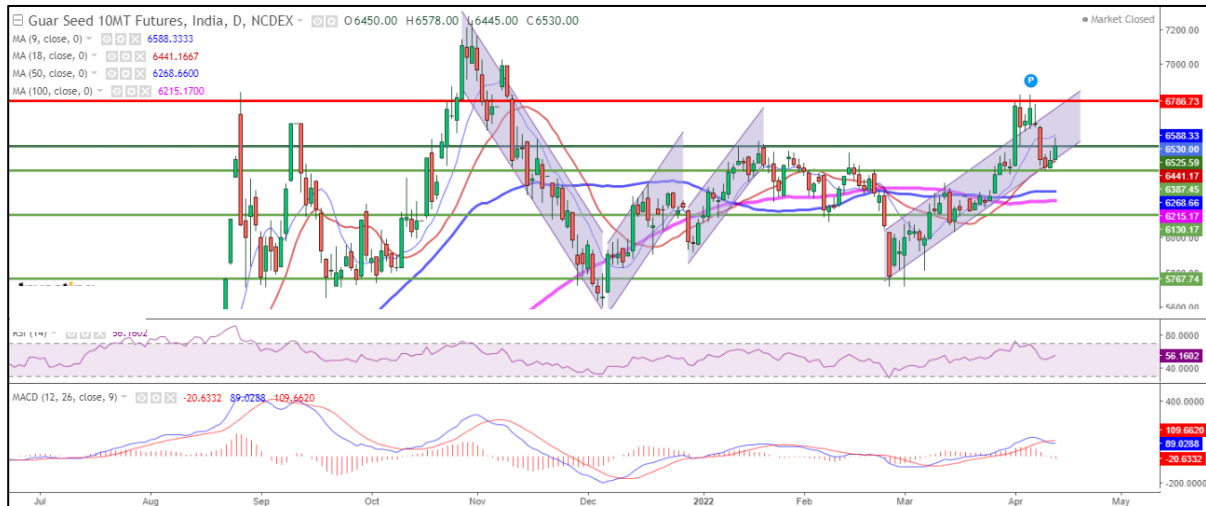 Guar Seed 10MT Futures, India, D, NCDEX O6450.00 H6578.00 L6445.00 C6530.00
Market Closed
MA (9, close, 0) 6588.3333
MA (18, close, 0) 6441.1667
MA (50, close, 0) 6268.6600
MA (100, close, 0) 6215.1700
P
7200.00
7000.00
6786.73
6588.33
6530.00
6525.59
6441.17
6387.45
6268.66
6215.17
6130.17
6000.00
5767.74
5600.00
RSI (14) 56.1602
80.0000
56.1602
40.0000
MACD (12, 26, close, 9) -20.6332 89.0288 109.6620
400.0000
109.6620
89.0288
-20.6332
-200.0000
Jul Aug Sep Oct Nov Dec 2022 Feb Mar Apr May